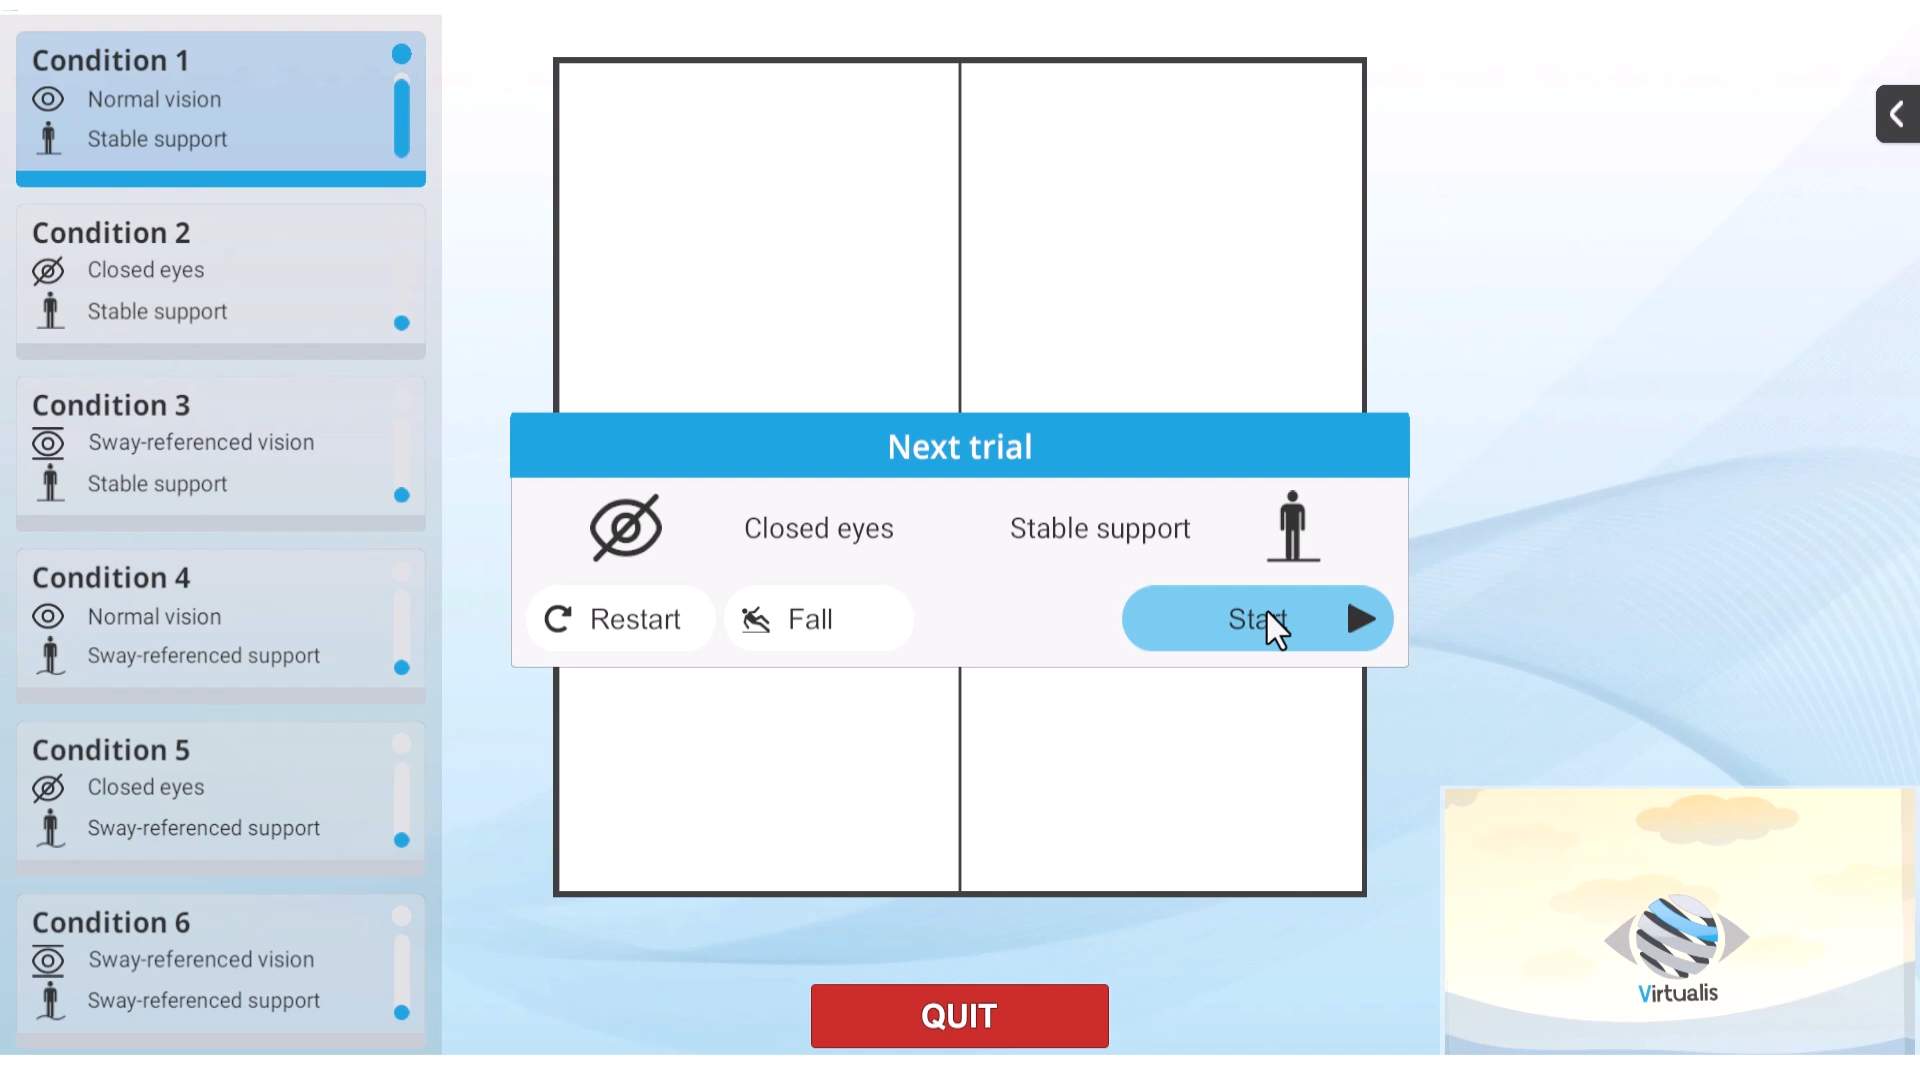 Condition 1
Normal vision
Stable support
Condition 2
Closed eyes
Stable support
Condition 3
Sway-referenced vision
Stable support
Condition 4
Normal vision
Sway-referenced support
Condition 5
Closed eyes
Sway-referenced support
Condition 6
Sway-referenced vision
Sway-referenced support
Next trial
Closed eyes
Stable support
Restart
Fall
Start
QUIT
Virtualis